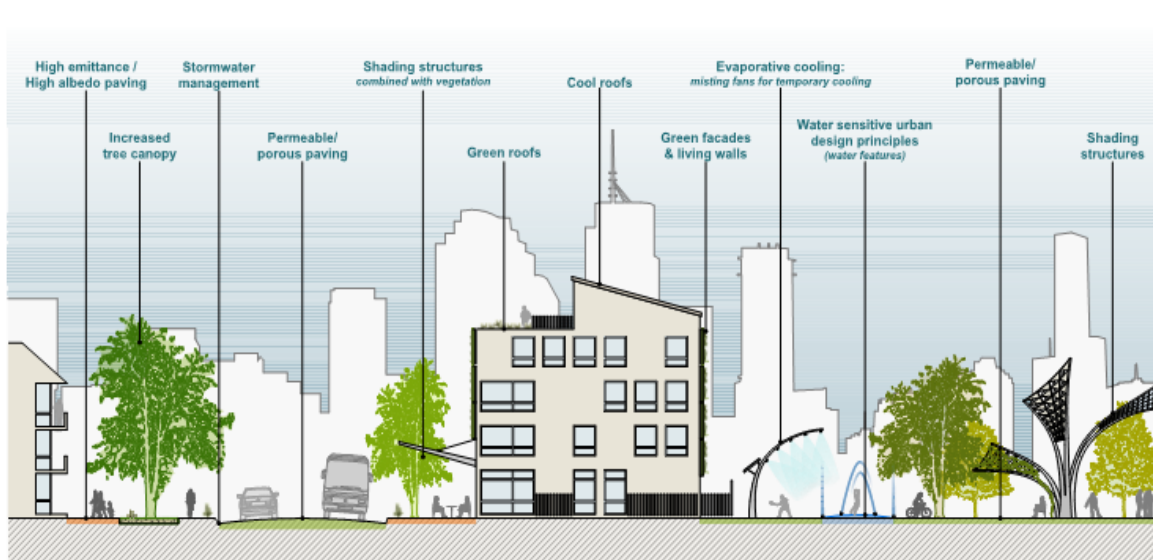 High emittance /
High albedo paving
Stormwater
management
Shading structures
combined with vegetation
Cool roofs
Evaporative cooling:
misting fans for temporary cooling
Permeable/
porous paving
Increased
tree canopy
Permeable/
porous paving
Green roofs
Green facades
& living walls
Water sensitive urban
design principles
(water features)
Shading
structures